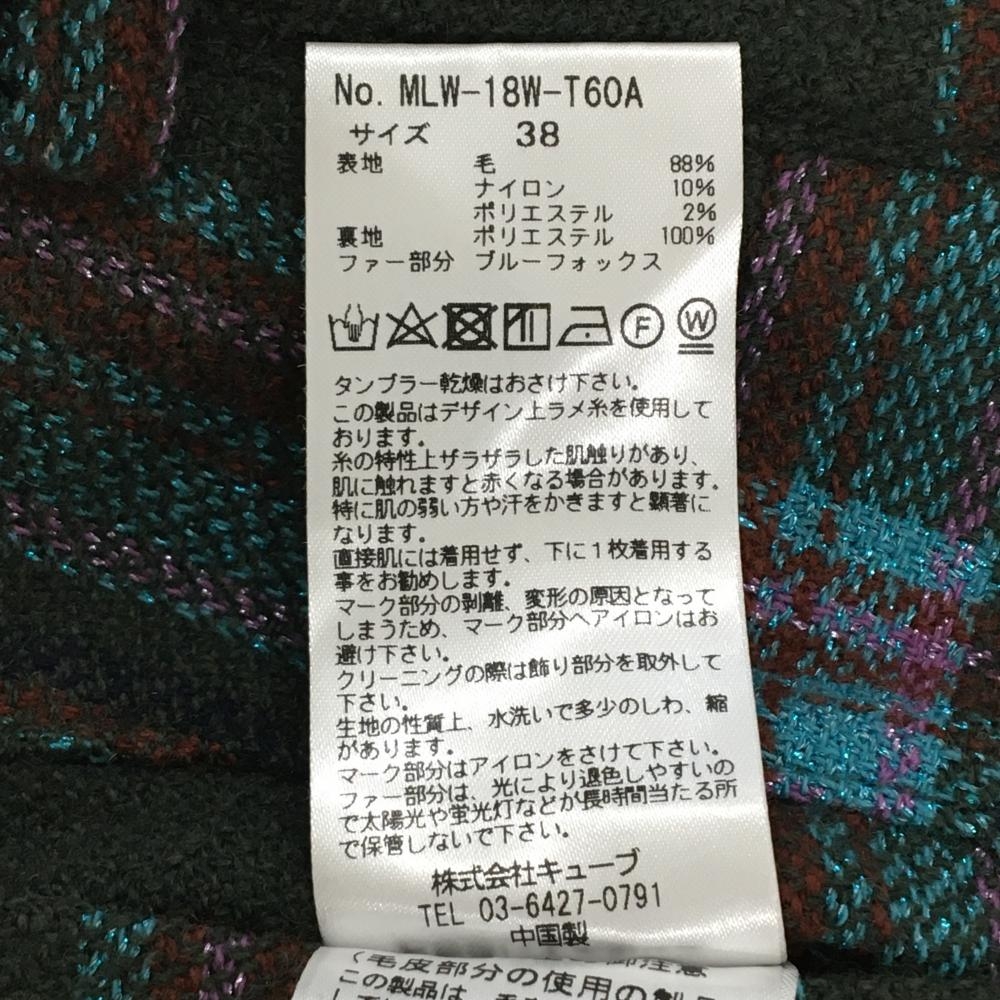 No. MLW-18W-T60A
サイズ 38
表地 毛 88%
ナイロン 10%
ポリエステル 2%
裏地 ポリエステル 100%
ファー部分 ブルーフォックス
F W
タンブラー乾燥はおさけ下さい。
この製品はデザイン上ラメ糸を使用して
おります。
糸の特性上ザラザラした肌触りがあり、
肌に触れますと赤くなる場合があります。
特に肌の弱い方や汗をかきますと顕著に
なります。
直接肌には着用せず、下に1枚着用する
事をお勧めします。
マーク部分の剥離、変形の原因となって
しまうため、マーク部分へアイロンはお
避け下さい。
クリーニングの際は飾り部分を取外して
下さい。
生地の性質上、水洗いで多少のしわ、縮
があります。
マーク部分はアイロンをさけて下さい。
ファー部分は、光により退色しやすいの
で太陽光や蛍光灯などが長時間当たる所
で保管しないで下さい。
株式会社キューブ
TEL 03-6427-0791
中国製
(毛皮部分の使用の
この製品は、毛